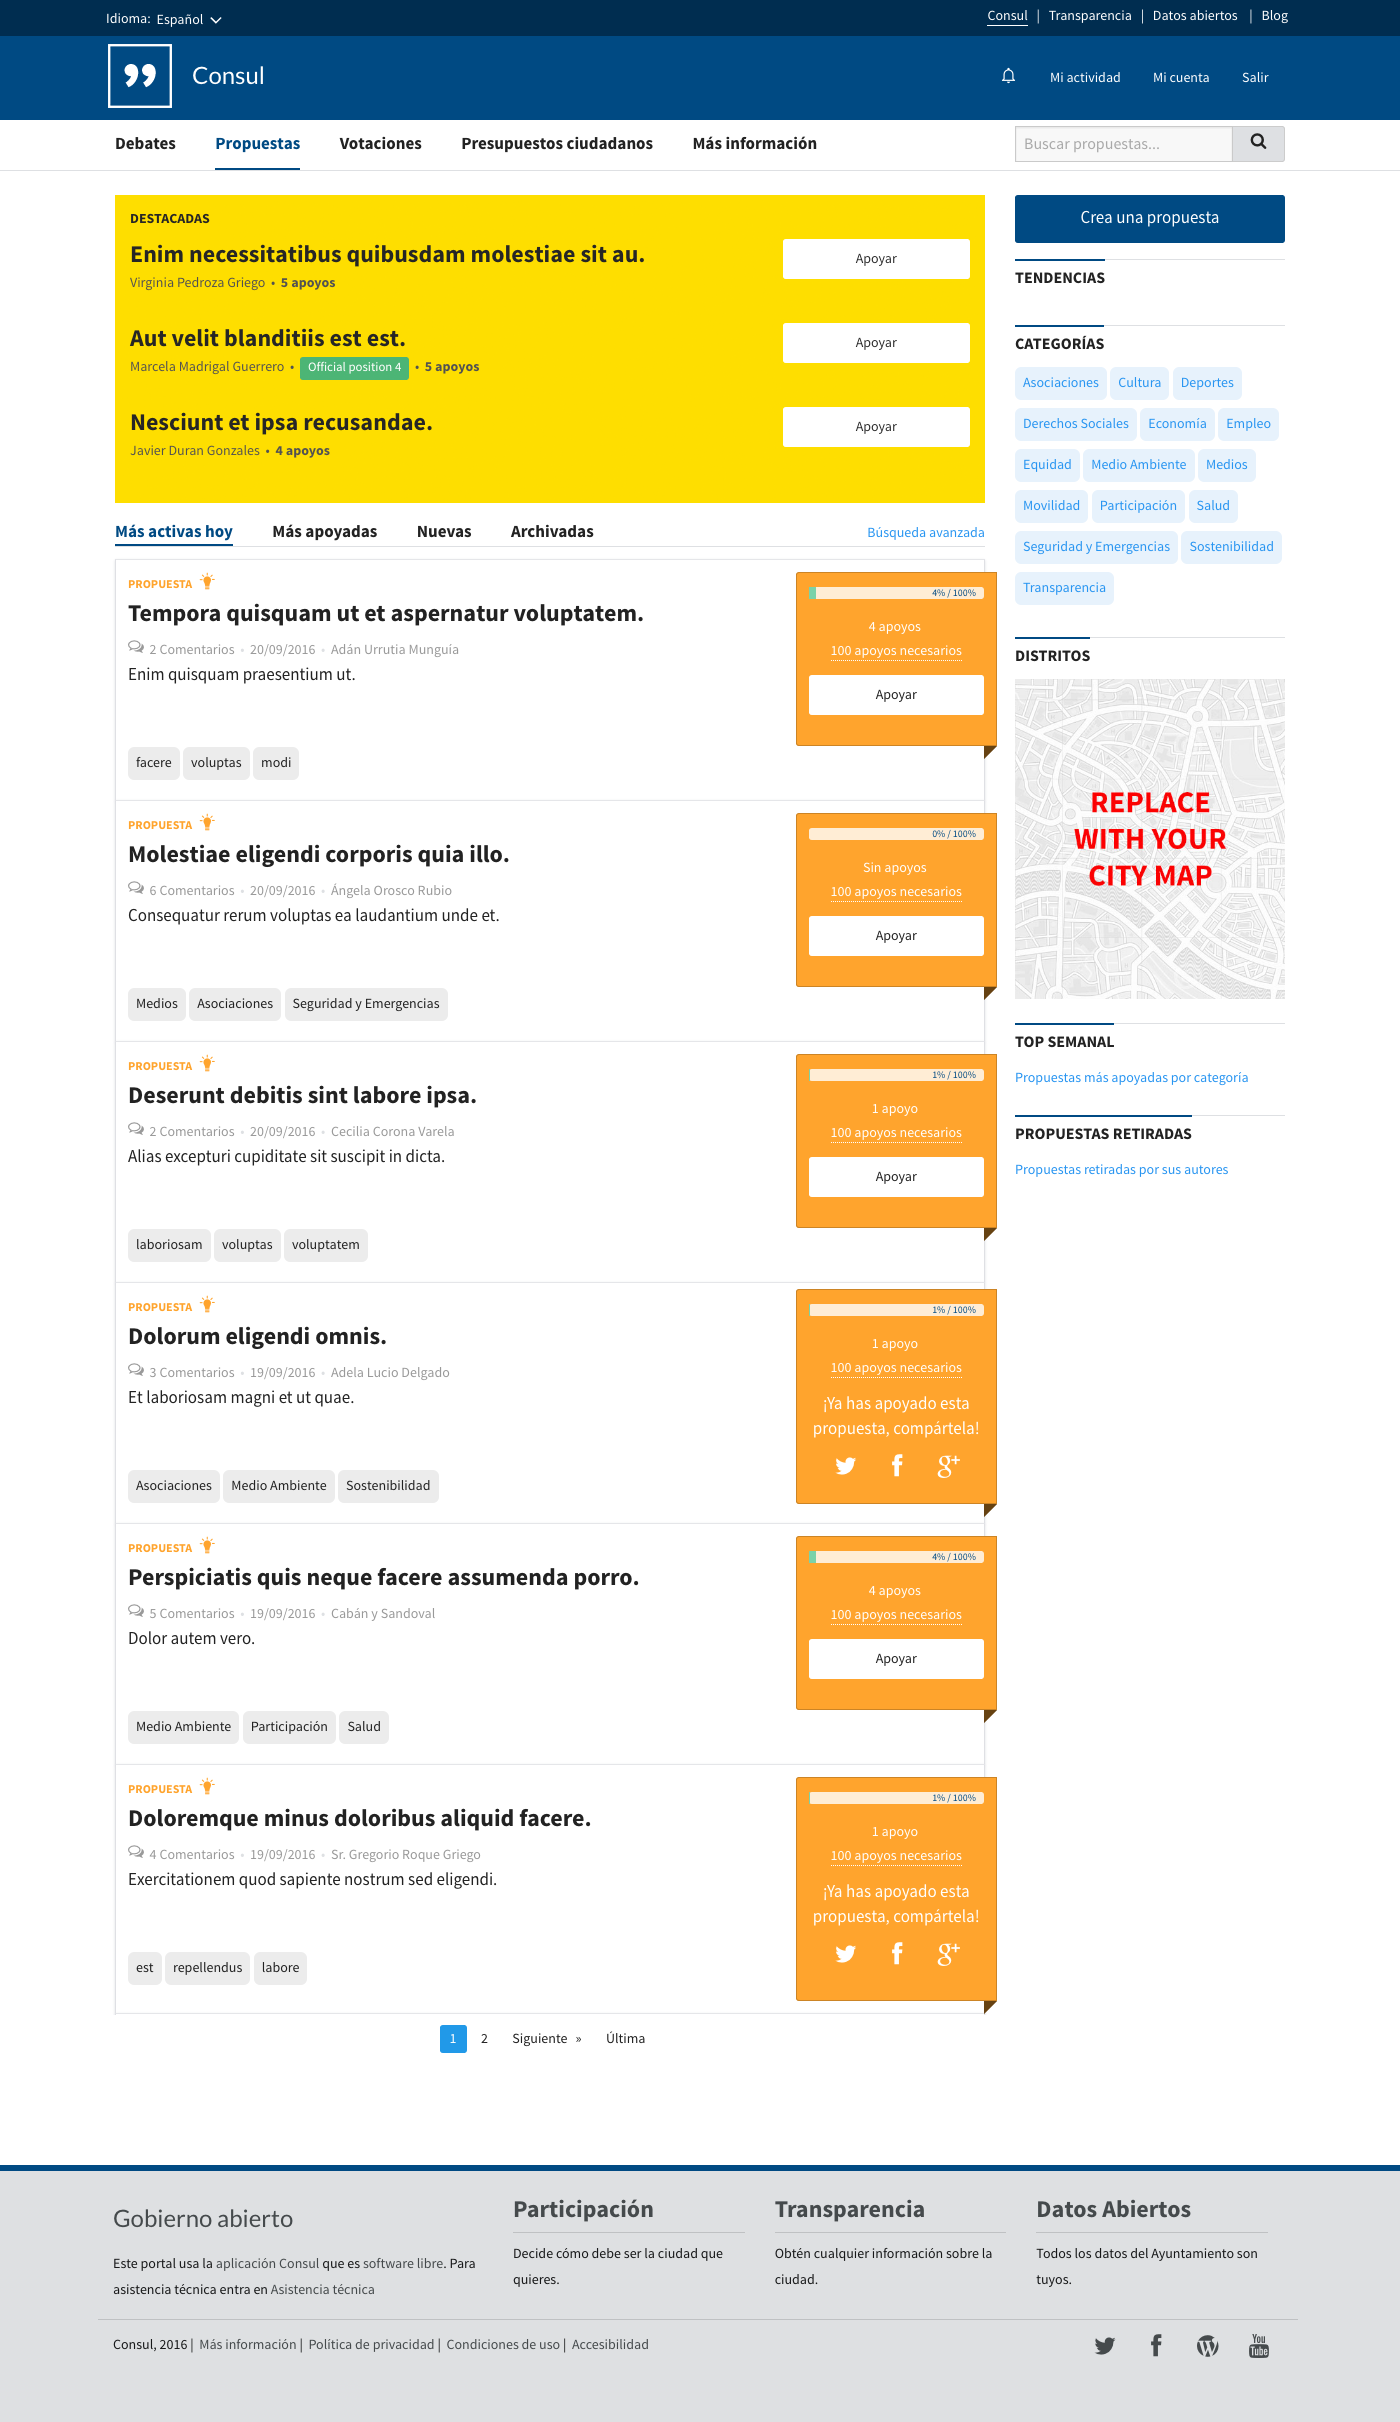 Idioma: Español
Consul | Transparencia | Datos abiertos | Blog
Consul
Mi actividad Mi cuenta Salir
Debates Propuestas Votaciones Presupuestos ciudadanos Más información
Buscar propuestas...
DESTACADAS
Enim necessitatibus quibusdam molestiae sit au.
Virginia Pedroza Griego • 5 apoyos
Apoyar
Aut velit blanditiis est est.
Marcela Madrigal Guerrero • Official position 4 • 5 apoyos
Apoyar
Nesciunt et ipsa recusandae.
Javier Duran Gonzales • 4 apoyos
Apoyar
Más activas hoy Más apoyadas Nuevas Archivadas
Búsqueda avanzada
PROPUESTA
Tempora quisquam ut et aspernatur voluptatem.
2 Comentarios • 20/09/2016 • Adán Urrutia Munguía
Enim quisquam praesentium ut.
facere voluptas modi
4% / 100%
4 apoyos
100 apoyos necesarios
Apoyar
PROPUESTA
Molestiae eligendi corporis quia illo.
6 Comentarios • 20/09/2016 • Ángela Orosco Rubio
Consequatur rerum voluptas ea laudantium unde et.
Medios Asociaciones Seguridad y Emergencias
0% / 100%
Sin apoyos
100 apoyos necesarios
Apoyar
PROPUESTA
Deserunt debitis sint labore ipsa.
2 Comentarios • 20/09/2016 • Cecilia Corona Varela
Alias excepturi cupiditate sit suscipit in dicta.
laboriosam voluptas voluptatem
1% / 100%
1 apoyo
100 apoyos necesarios
Apoyar
PROPUESTA
Dolorum eligendi omnis.
3 Comentarios • 19/09/2016 • Adela Lucio Delgado
Et laboriosam magni et ut quae.
Asociaciones Medio Ambiente Sostenibilidad
1% / 100%
1 apoyo
100 apoyos necesarios
¡Ya has apoyado esta
propuesta, compártela!
PROPUESTA
Perspiciatis quis neque facere assumenda porro.
5 Comentarios • 19/09/2016 • Cabán y Sandoval
Dolor autem vero.
Medio Ambiente Participación Salud
4% / 100%
4 apoyos
100 apoyos necesarios
Apoyar
PROPUESTA
Doloremque minus doloribus aliquid facere.
4 Comentarios • 19/09/2016 • Sr. Gregorio Roque Griego
Exercitationem quod sapiente nostrum sed eligendi.
est repellendus labore
1% / 100%
1 apoyo
100 apoyos necesarios
¡Ya has apoyado esta
propuesta, compártela!
1 2 Siguiente » Última
Crea una propuesta
TENDENCIAS
CATEGORÍAS
Asociaciones Cultura Deportes
Derechos Sociales Economía Empleo
Equidad Medio Ambiente Medios
Movilidad Participación Salud
Seguridad y Emergencias Sostenibilidad
Transparencia
DISTRITOS
REPLACE
WITH YOUR
CITY MAP
TOP SEMANAL
Propuestas más apoyadas por categoría
PROPUESTAS RETIRADAS
Propuestas retiradas por sus autores
Gobierno abierto
Este portal usa la aplicación Consul que es software libre. Para
asistencia técnica entra en Asistencia técnica
Participación
Decide cómo debe ser la ciudad que
quieres.
Transparencia
Obtén cualquier información sobre la
ciudad.
Datos Abiertos
Todos los datos del Ayuntamiento son
tuyos.
Consul, 2016 | Más información | Política de privacidad | Condiciones de uso | Accesibilidad
You
Tube